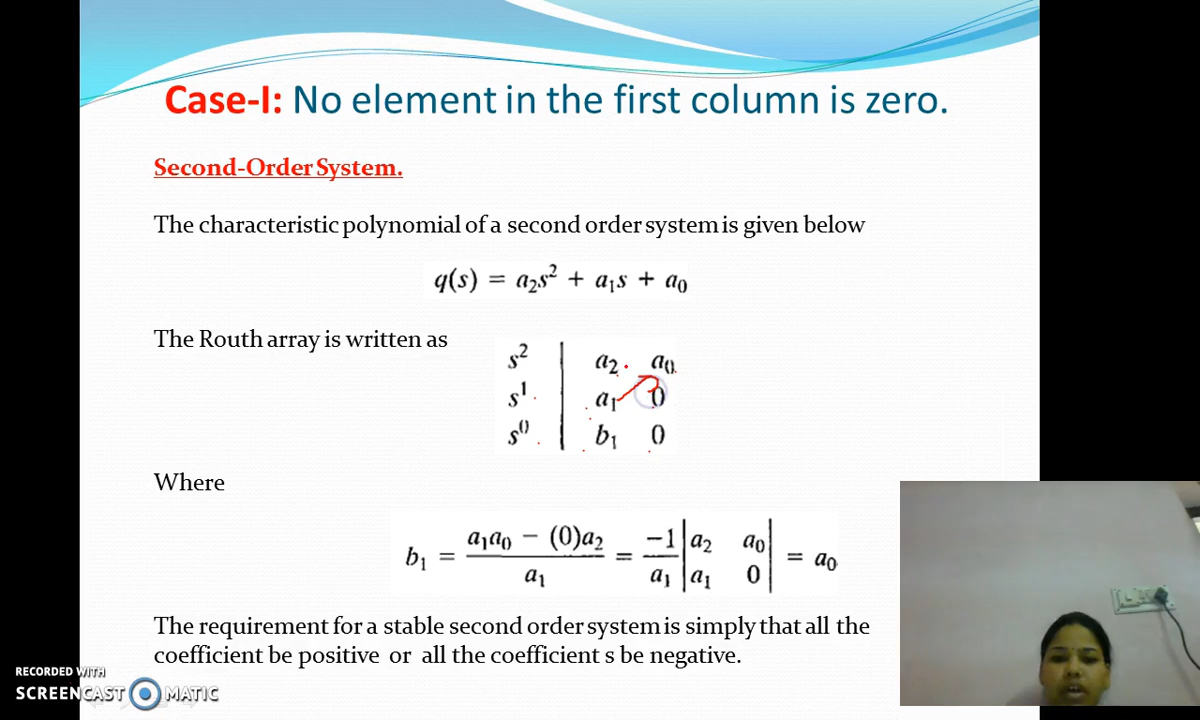 Case-I: No element in the first column is zero.
Second-Order System.
The characteristic polynomial of a second order system is given below
q(s) = a₂s² + a₁s + a₀
The Routh array is written as
s² | a₂ a₀
s¹ | a₁ 0
s⁰ | b₁ 0
Where
b₁ = (a₁a₀ − (0)a₂)/a₁ = −1/a₁ |a₂ a₀; a₁ 0| = a₀
The requirement for a stable second order system is simply that all the
coefficient be positive or all the coefficient s be negative.
RECORDED WITH
SCREENCAST MATIC